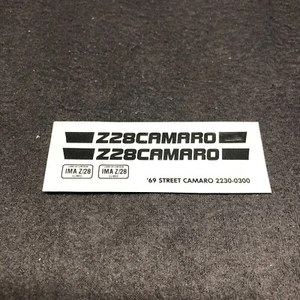 Z28CAMARO
Z28CAMARO
IMA Z/28 IMA Z/28
'69 STREET CAMARO 2230-0300